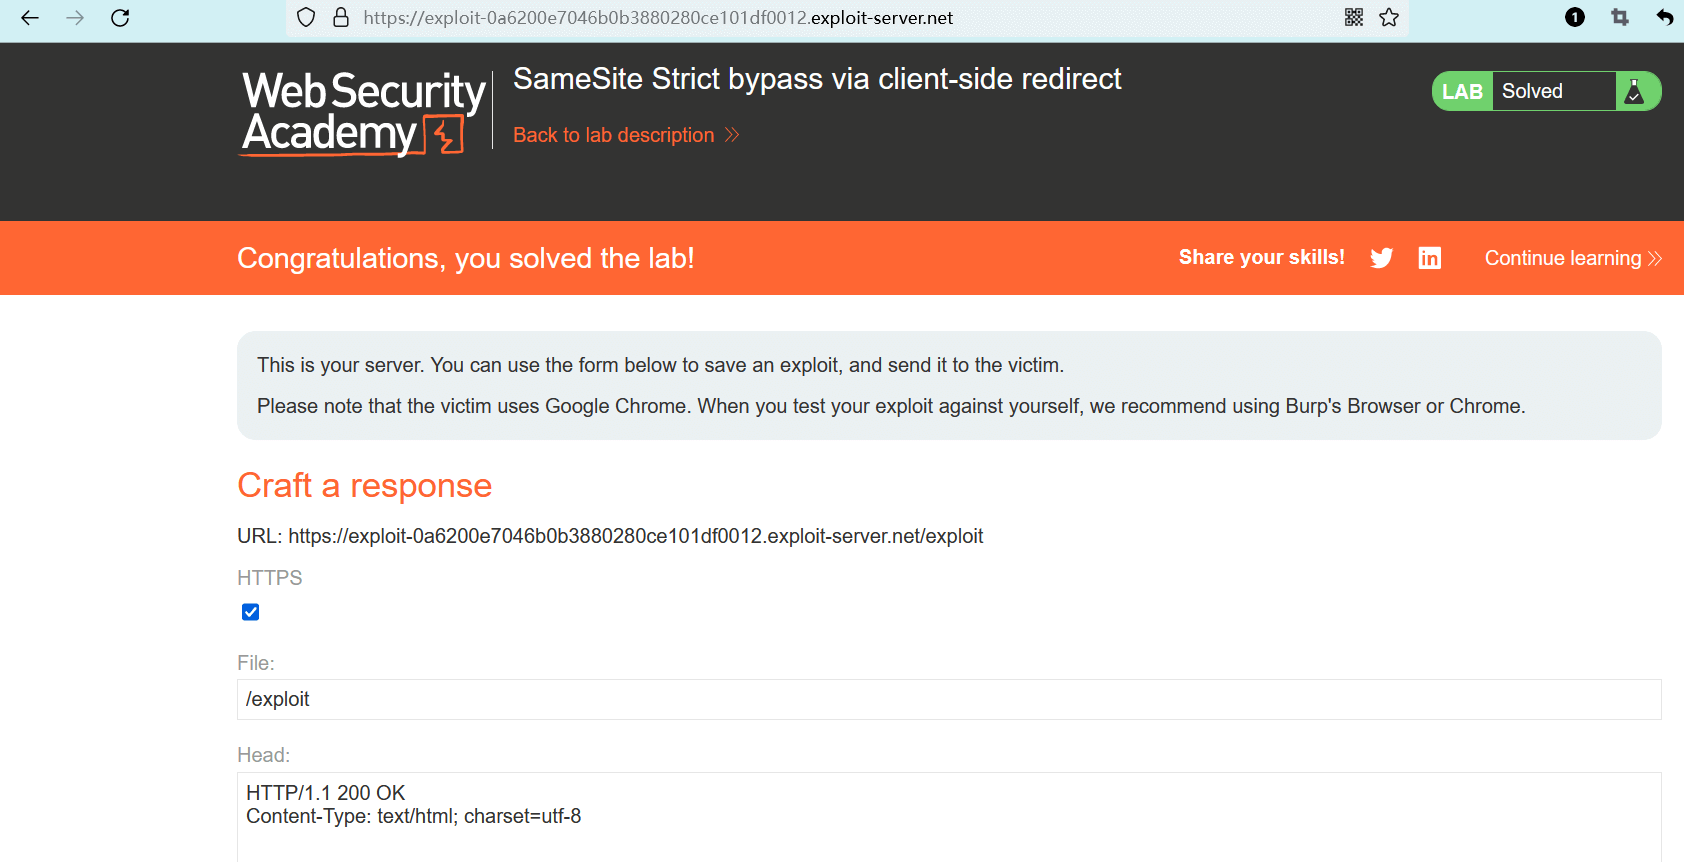 https://exploit-0a6200e7046b0b3880280ce101df0012.exploit-server.net
1
Web Security
Academy
SameSite Strict bypass via client-side redirect
Back to lab description
LAB Solved
Congratulations, you solved the lab!
Share your skills!
in
Continue learning
This is your server. You can use the form below to save an exploit, and send it to the victim.
Please note that the victim uses Google Chrome. When you test your exploit against yourself, we recommend using Burp's Browser or Chrome.
Craft a response
URL: https://exploit-0a6200e7046b0b3880280ce101df0012.exploit-server.net/exploit
HTTPS
File:
/exploit
Head:
HTTP/1.1 200 OK
Content-Type: text/html; charset=utf-8